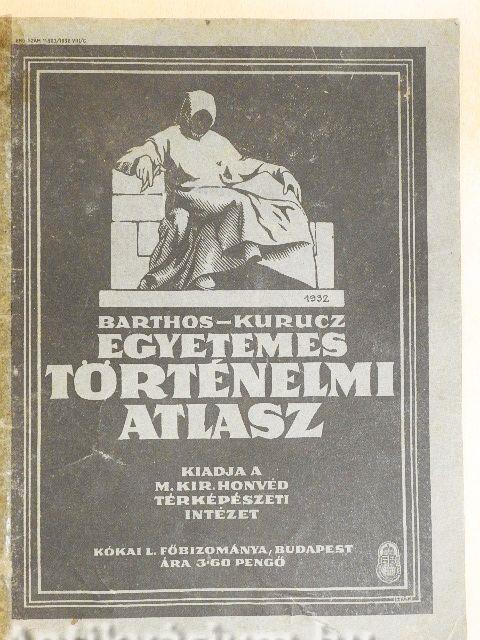 1932
BARTHOS–KURUCZ
EGYETEMES
TÖRTÉNELMI
ATLASZ
KIADJA A
M. KIR. HONVÉD
TÉRKÉPÉSZETI
INTÉZET
KÓKAI L. FŐBIZOMÁNYA, BUDAPEST
ÁRA 3·60 PENGŐ